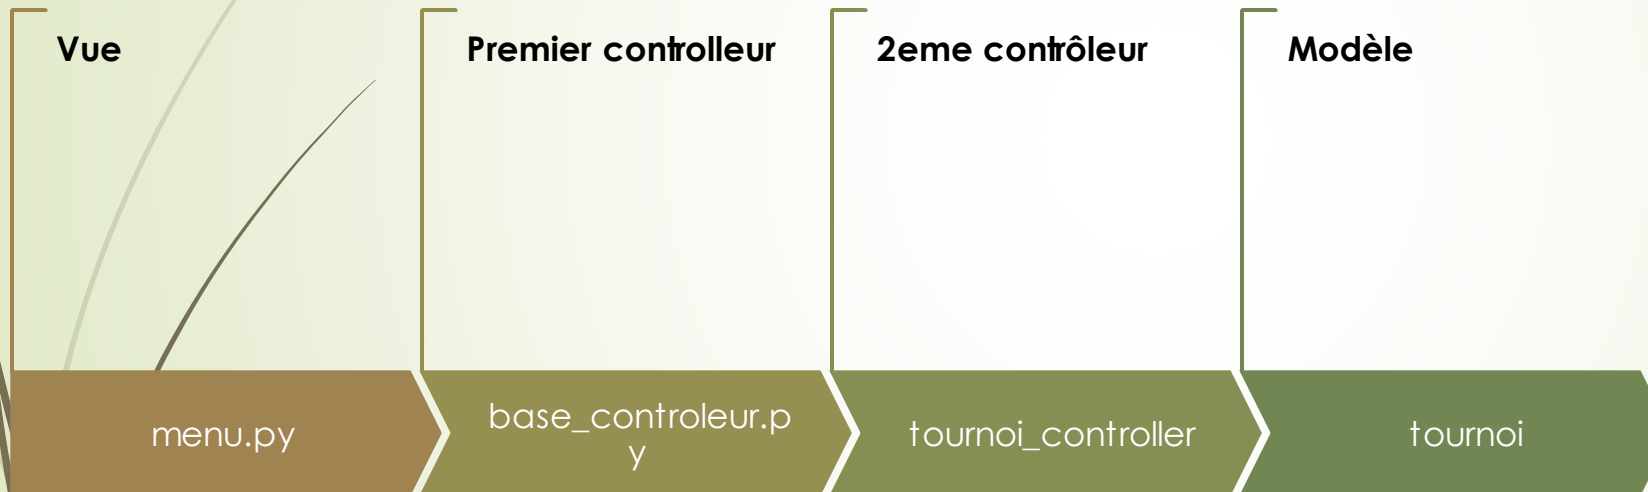 Vue
Premier controlleur
2eme contrôleur
Modèle
menu.py
base_controleur.p
y
tournoi_controller
tournoi